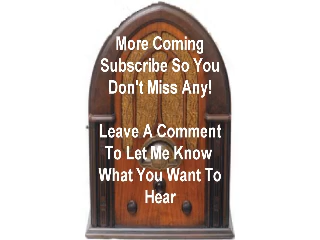 More Coming
Subscribe So You
Don't Miss Any!
Leave A Comment
To Let Me Know
What You Want To
Hear